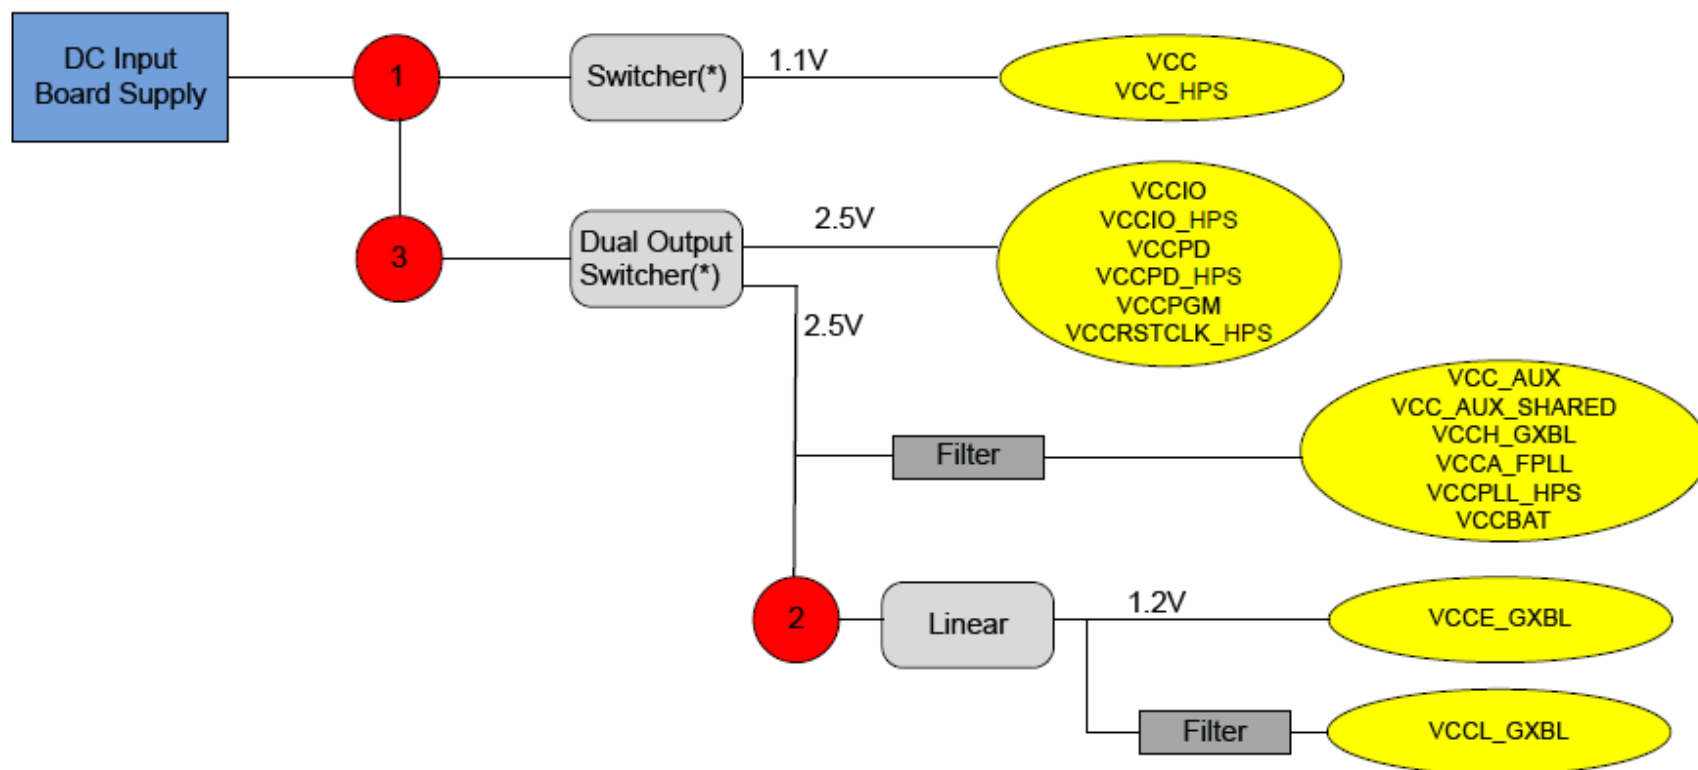 DC Input
Board Supply
1
Switcher(*)
1.1V
VCC
VCC_HPS
3
Dual Output
Switcher(*)
2.5V
2.5V
VCCIO
VCCIO_HPS
VCCPD
VCCPD_HPS
VCCPGM
VCCRSTCLK_HPS
Filter
VCC_AUX
VCC_AUX_SHARED
VCCH_GXBL
VCCA_FPLL
VCCPLL_HPS
VCCBAT
2
Linear
1.2V
VCCE_GXBL
Filter
VCCL_GXBL